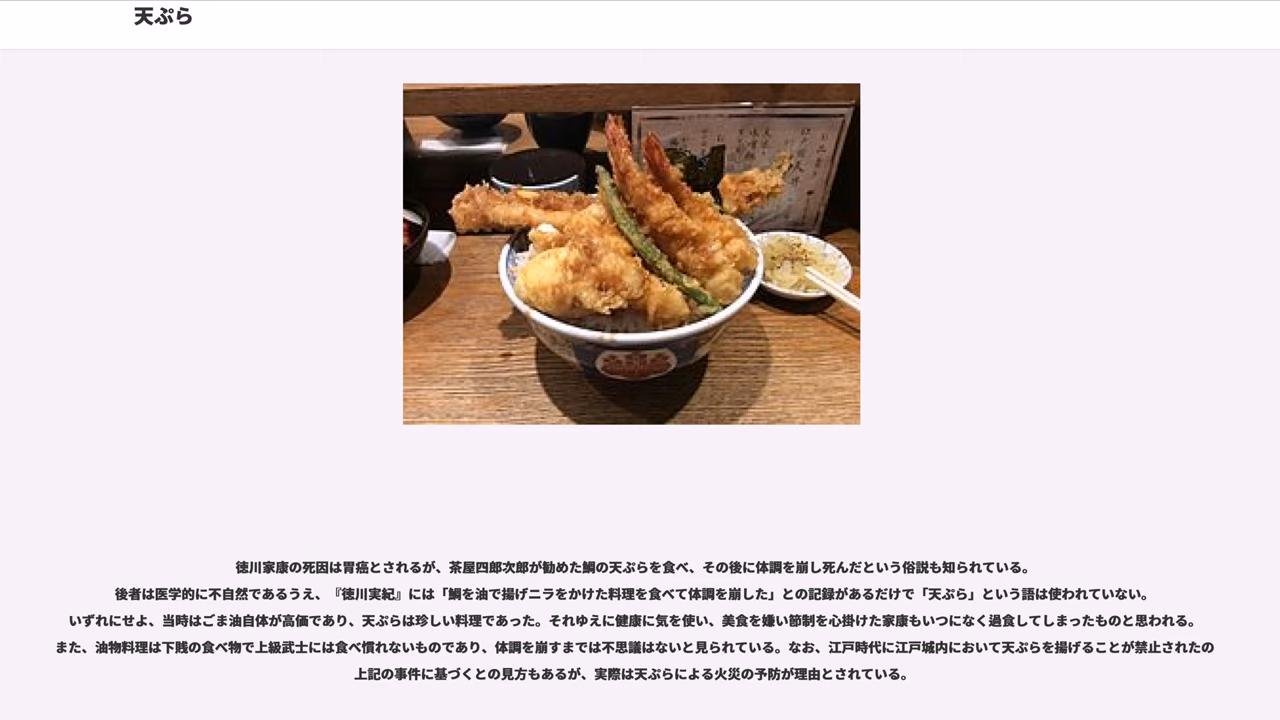 天ぷら
徳川家康の死因は胃癌とされるが、茶屋四郎次郎が勧めた鯛の天ぷらを食べ、その後に体調を崩し死んだという俗説も知られている。
後者は医学的に不自然であるうえ、『徳川実紀』には「鯛を油で揚げニラをかけた料理を食べて体調を崩した」との記録があるだけで「天ぷら」という語は使われていない。
いずれにせよ、当時はごま油自体が高価であり、天ぷらは珍しい料理であった。それゆえに健康に気を使い、美食を嫌い節制を心掛けた家康もいつになく過食してしまったものと思われる。
また、油物料理は下賎の食べ物で上級武士には食べ慣れないものであり、体調を崩すまでは不思議はないと見られている。なお、江戸時代に江戸城内において天ぷらを揚げることが禁止されたの
上記の事件に基づくとの見方もあるが、実際は天ぷらによる火災の予防が理由とされている。